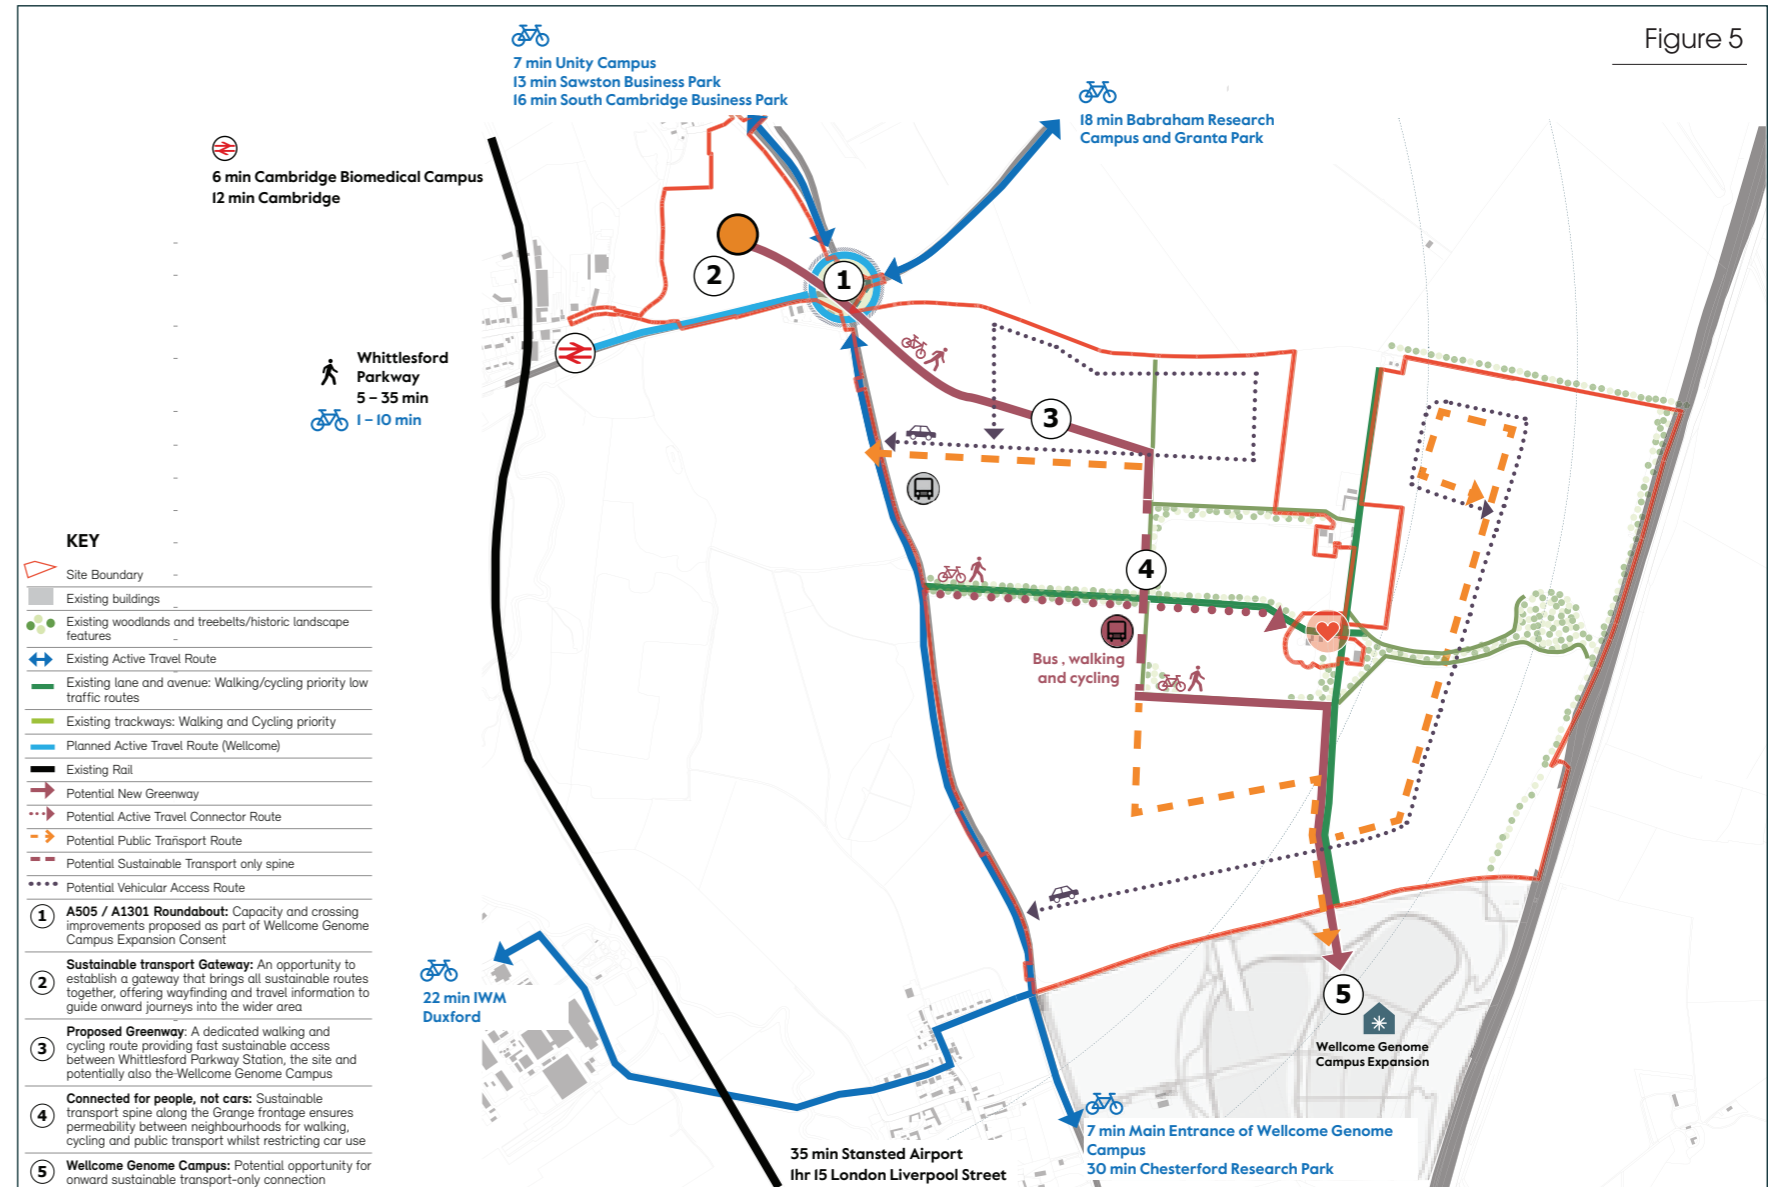 Figure 5
7 min Unity Campus
13 min Sawston Business Park
16 min South Cambridge Business Park
18 min Babraham Research
Campus and Granta Park
6 min Cambridge Biomedical Campus
12 min Cambridge
2
1
Whittlesford
Parkway
5 – 35 min
1 – 10 min
3
4
Bus , walking
and cycling
KEY
Site Boundary
Existing buildings
Existing woodlands and treebelts/historic landscape
features
Existing Active Travel Route
Existing lane and avenue: Walking/cycling priority low
traffic routes
Existing trackways: Walking and Cycling priority
Planned Active Travel Route (Wellcome)
Existing Rail
Potential New Greenway
Potential Active Travel Connector Route
Potential Public Transport Route
Potential Sustainable Transport only spine
Potential Vehicular Access Route
1 A505 / A1301 Roundabout: Capacity and crossing
improvements proposed as part of Wellcome Genome
Campus Expansion Consent
2 Sustainable transport Gateway: An opportunity to
establish a gateway that brings all sustainable routes
together, offering wayfinding and travel information to
guide onward journeys into the wider area
3 Proposed Greenway: A dedicated walking and
cycling route providing fast sustainable access
between Whittlesford Parkway Station, the site and
potentially also the Wellcome Genome Campus
4 Connected for people, not cars: Sustainable
transport spine along the Grange frontage ensures
permeability between neighbourhoods for walking,
cycling and public transport whilst restricting car use
5 Wellcome Genome Campus: Potential opportunity for
onward sustainable transport-only connection
22 min IWM
Duxford
5
Wellcome Genome
Campus Expansion
7 min Main Entrance of Wellcome Genome
Campus
30 min Chesterford Research Park
35 min Stansted Airport
1hr 15 London Liverpool Street